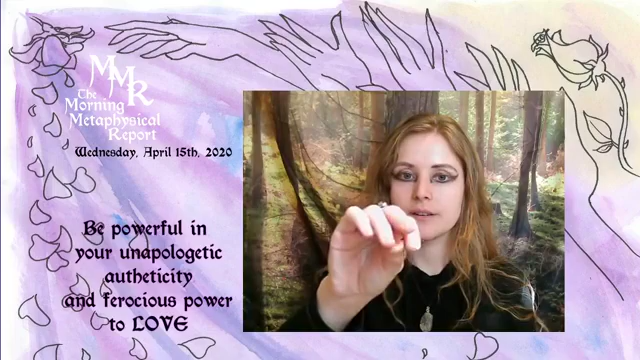 MMR
The
Morning
Metaphysical
Report
Wednesday, April 15th, 2020
Be powerful in
your unapologetic
autheticity
and ferocious power
to LOVE